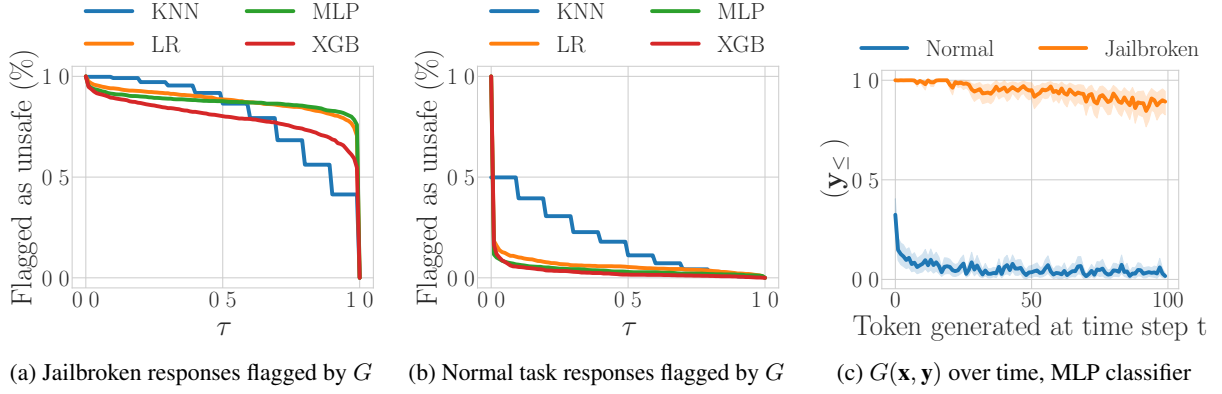 KNN MLP
LR XGB
Flagged as unsafe (%)
1 0
0 5
0 0
0 0 0 5 1 0
τ
(a) Jailbroken responses flagged by G
KNN MLP
LR XGB
Flagged as unsafe (%)
1 0
0 5
0 0
0 0 0 5 1 0
τ
(b) Normal task responses flagged by G
Normal Jailbroken
(y≤ )
1 0
0 5
0 0
0 50 100
Token generated at time step t
(c) G(x, y) over time, MLP classifier